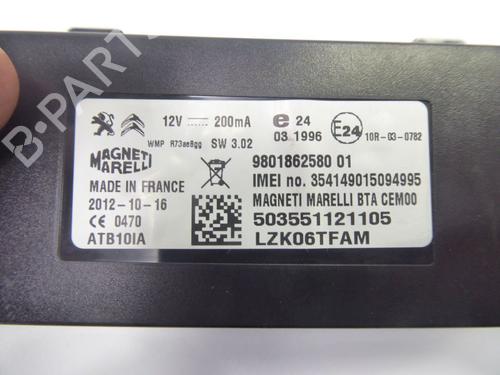 B-PARTS
12V 200mA
e 24
03 1996
E24
10R-03-0782
WMP R73ae8gg SW 3.02
MAGNETI
MARELLI
MADE IN FRANCE
2012-10-16
CE 0470
ATB10IA
9801862580 01
IMEI no. 354149015094995
MAGNETI MARELLI BTA CEM00
503551121105
LZK06TFAM